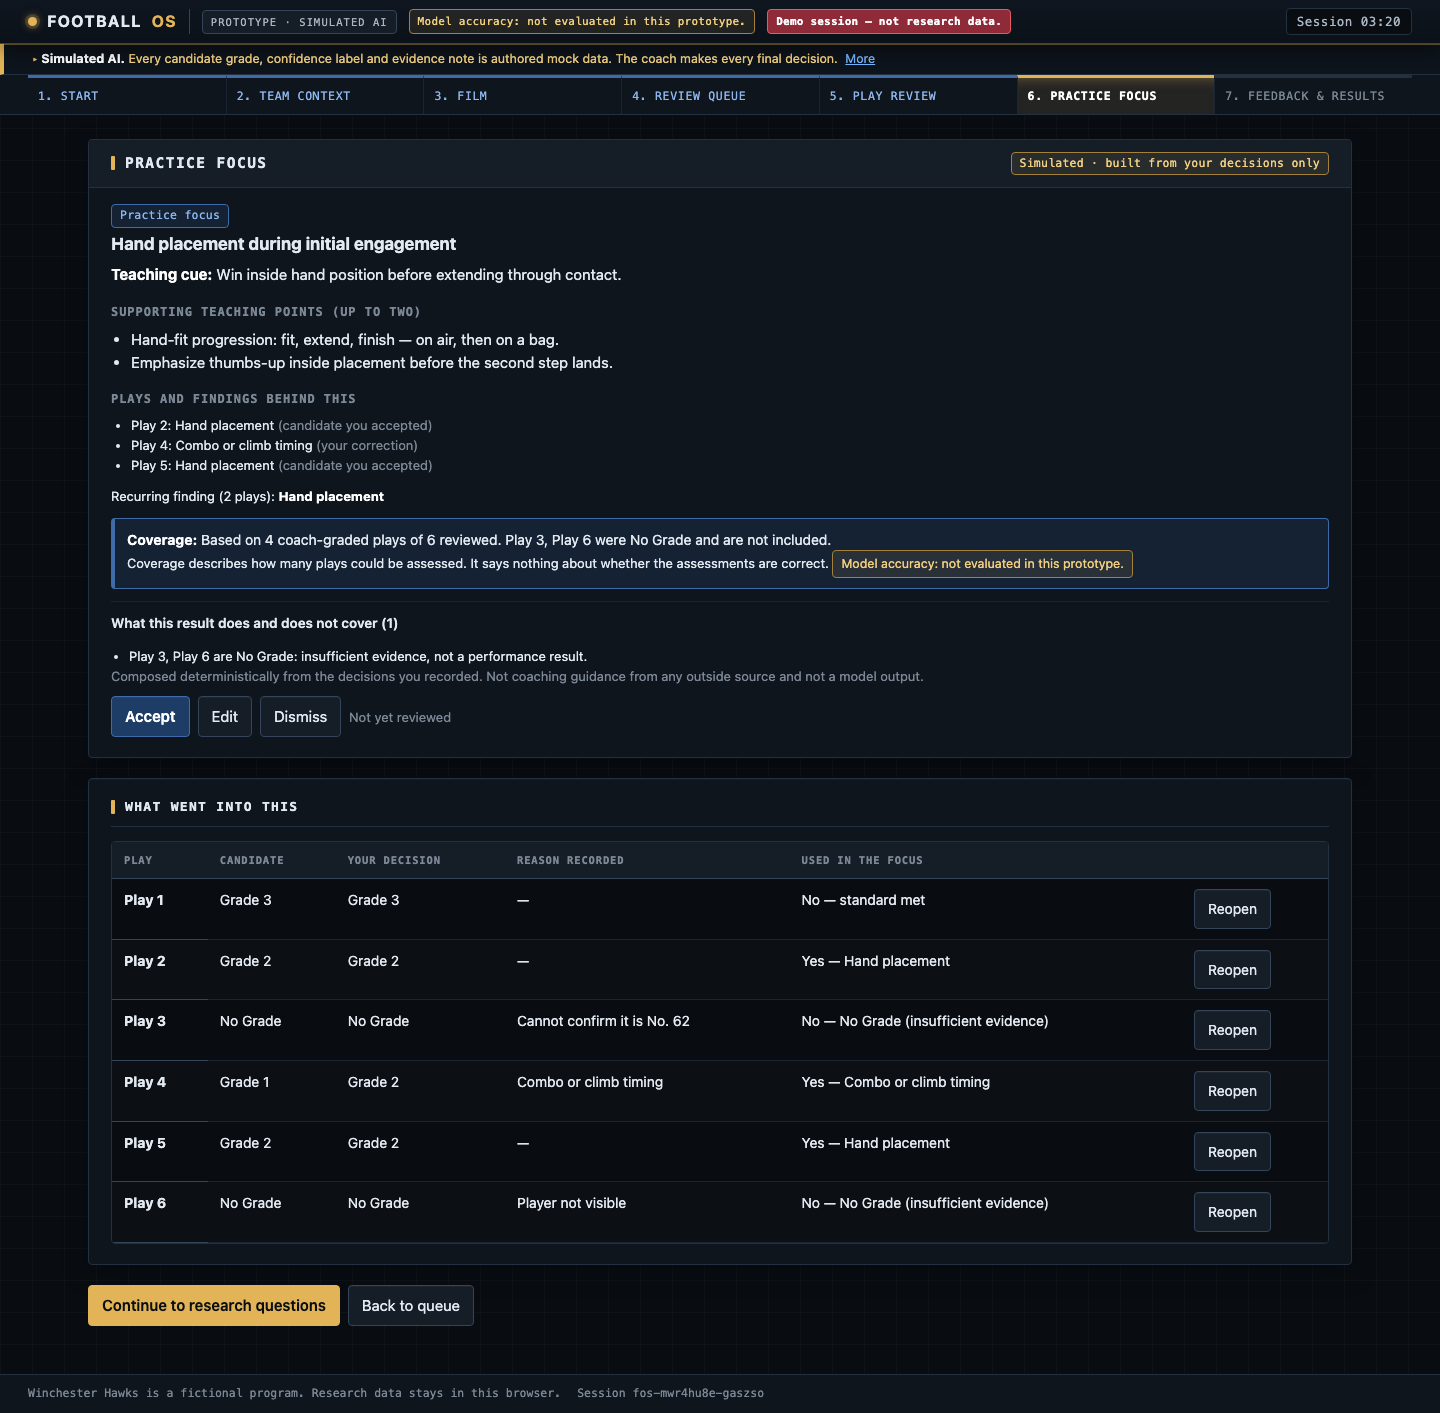 FOOTBALL OS
PROTOTYPE · SIMULATED AI
Model accuracy: not evaluated in this prototype.
Demo session — not research data.
Session 03:20
Simulated AI. Every candidate grade, confidence label and evidence note is authored mock data. The coach makes every final decision. More
1. START
2. TEAM CONTEXT
3. FILM
4. REVIEW QUEUE
5. PLAY REVIEW
6. PRACTICE FOCUS
7. FEEDBACK & RESULTS
PRACTICE FOCUS
Simulated · built from your decisions only
Practice focus
Hand placement during initial engagement
Teaching cue: Win inside hand position before extending through contact.
SUPPORTING TEACHING POINTS (UP TO TWO)
• Hand-fit progression: fit, extend, finish — on air, then on a bag.
• Emphasize thumbs-up inside placement before the second step lands.
PLAYS AND FINDINGS BEHIND THIS
• Play 2: Hand placement (candidate you accepted)
• Play 4: Combo or climb timing (your correction)
• Play 5: Hand placement (candidate you accepted)
Recurring finding (2 plays): Hand placement
Coverage: Based on 4 coach-graded plays of 6 reviewed. Play 3, Play 6 were No Grade and are not included.
Coverage describes how many plays could be assessed. It says nothing about whether the assessments are correct. Model accuracy: not evaluated in this prototype.
What this result does and does not cover (1)
• Play 3, Play 6 are No Grade: insufficient evidence, not a performance result.
Composed deterministically from the decisions you recorded. Not coaching guidance from any outside source and not a model output.
Accept Edit Dismiss Not yet reviewed
WHAT WENT INTO THIS
PLAY CANDIDATE YOUR DECISION REASON RECORDED USED IN THE FOCUS
Play 1 Grade 3 Grade 3 — No — standard met Reopen
Play 2 Grade 2 Grade 2 — Yes — Hand placement Reopen
Play 3 No Grade No Grade Cannot confirm it is No. 62 No — No Grade (insufficient evidence) Reopen
Play 4 Grade 1 Grade 2 Combo or climb timing Yes — Combo or climb timing Reopen
Play 5 Grade 2 Grade 2 — Yes — Hand placement Reopen
Play 6 No Grade No Grade Player not visible No — No Grade (insufficient evidence) Reopen
Continue to research questions Back to queue
Winchester Hawks is a fictional program. Research data stays in this browser. Session fos-mwr4hu8e-gaszso